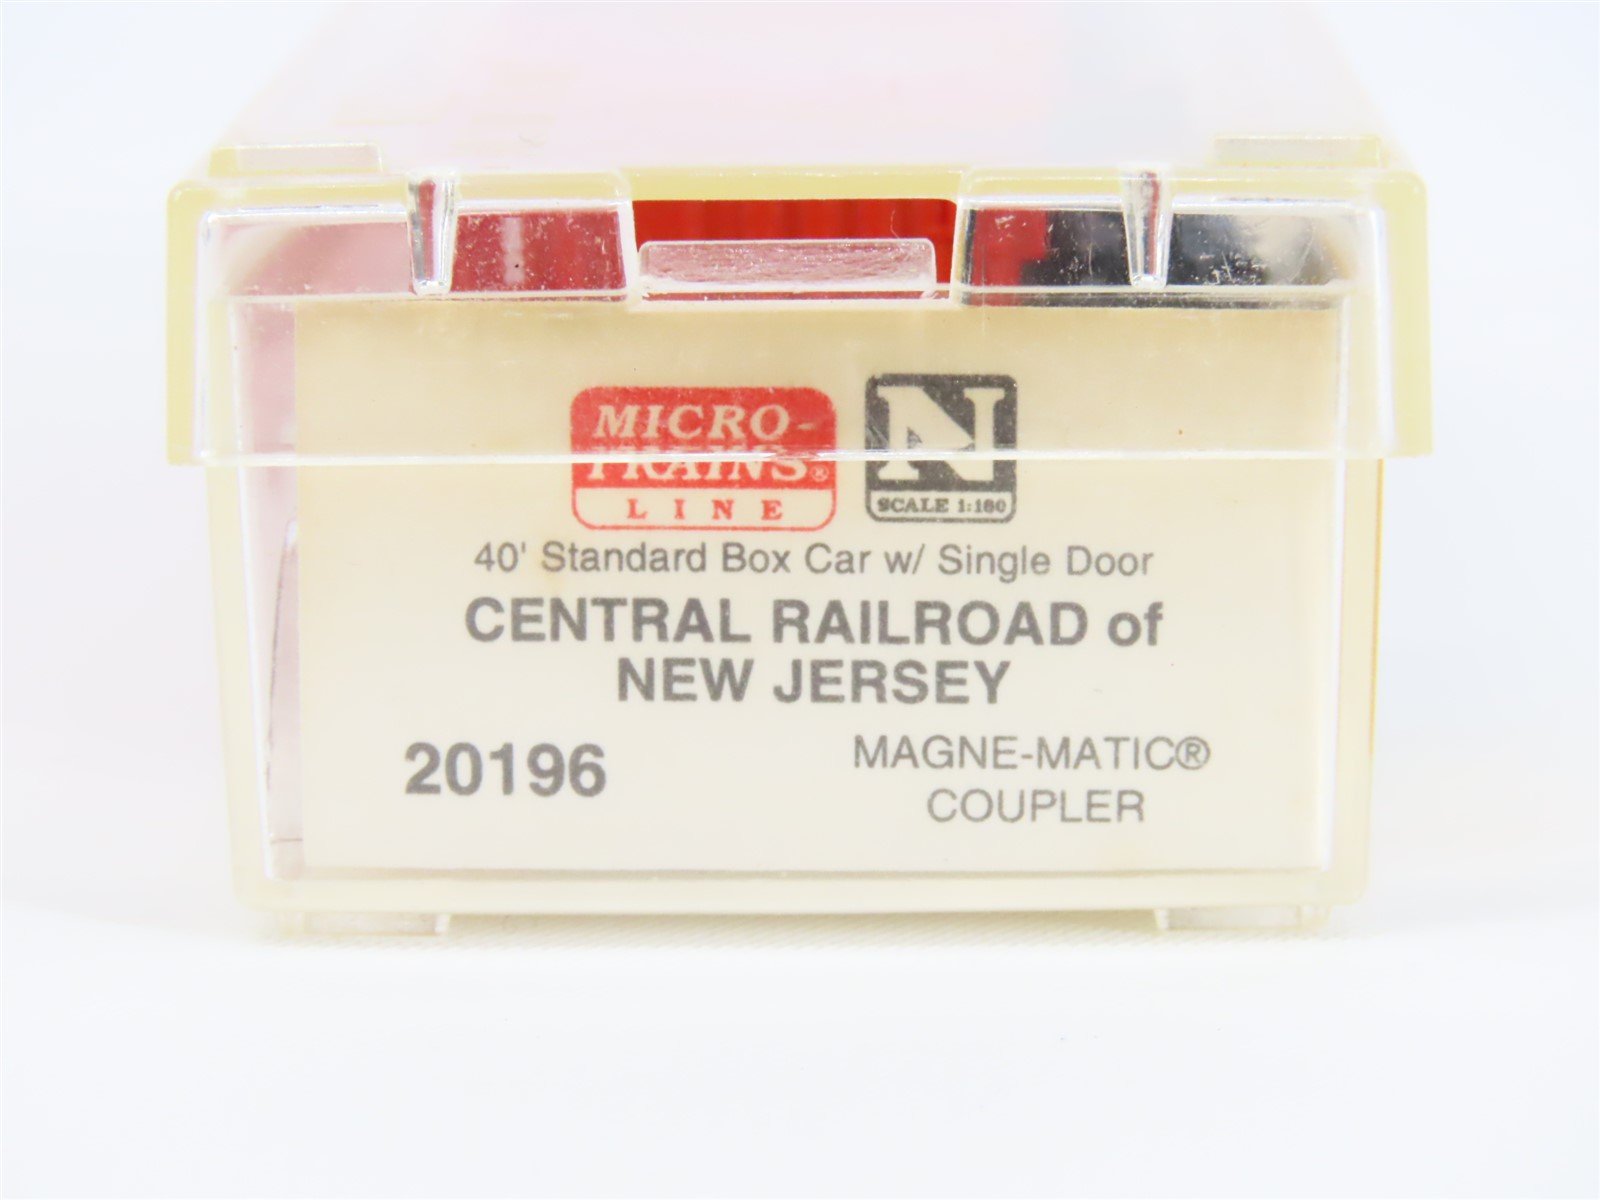 MICRO-
TRAINS®
LINE
N
SCALE 1:160
40' Standard Box Car w/ Single Door
CENTRAL RAILROAD of
NEW JERSEY
20196
MAGNE-MATIC®
COUPLER